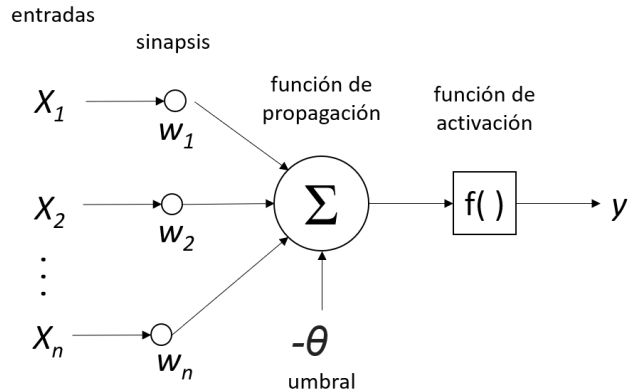 entradas
sinapsis
función de
propagación
función de
activación
X1
w1
X2
w2
Σ
f( )
y
Xn
wn
-θ
umbral